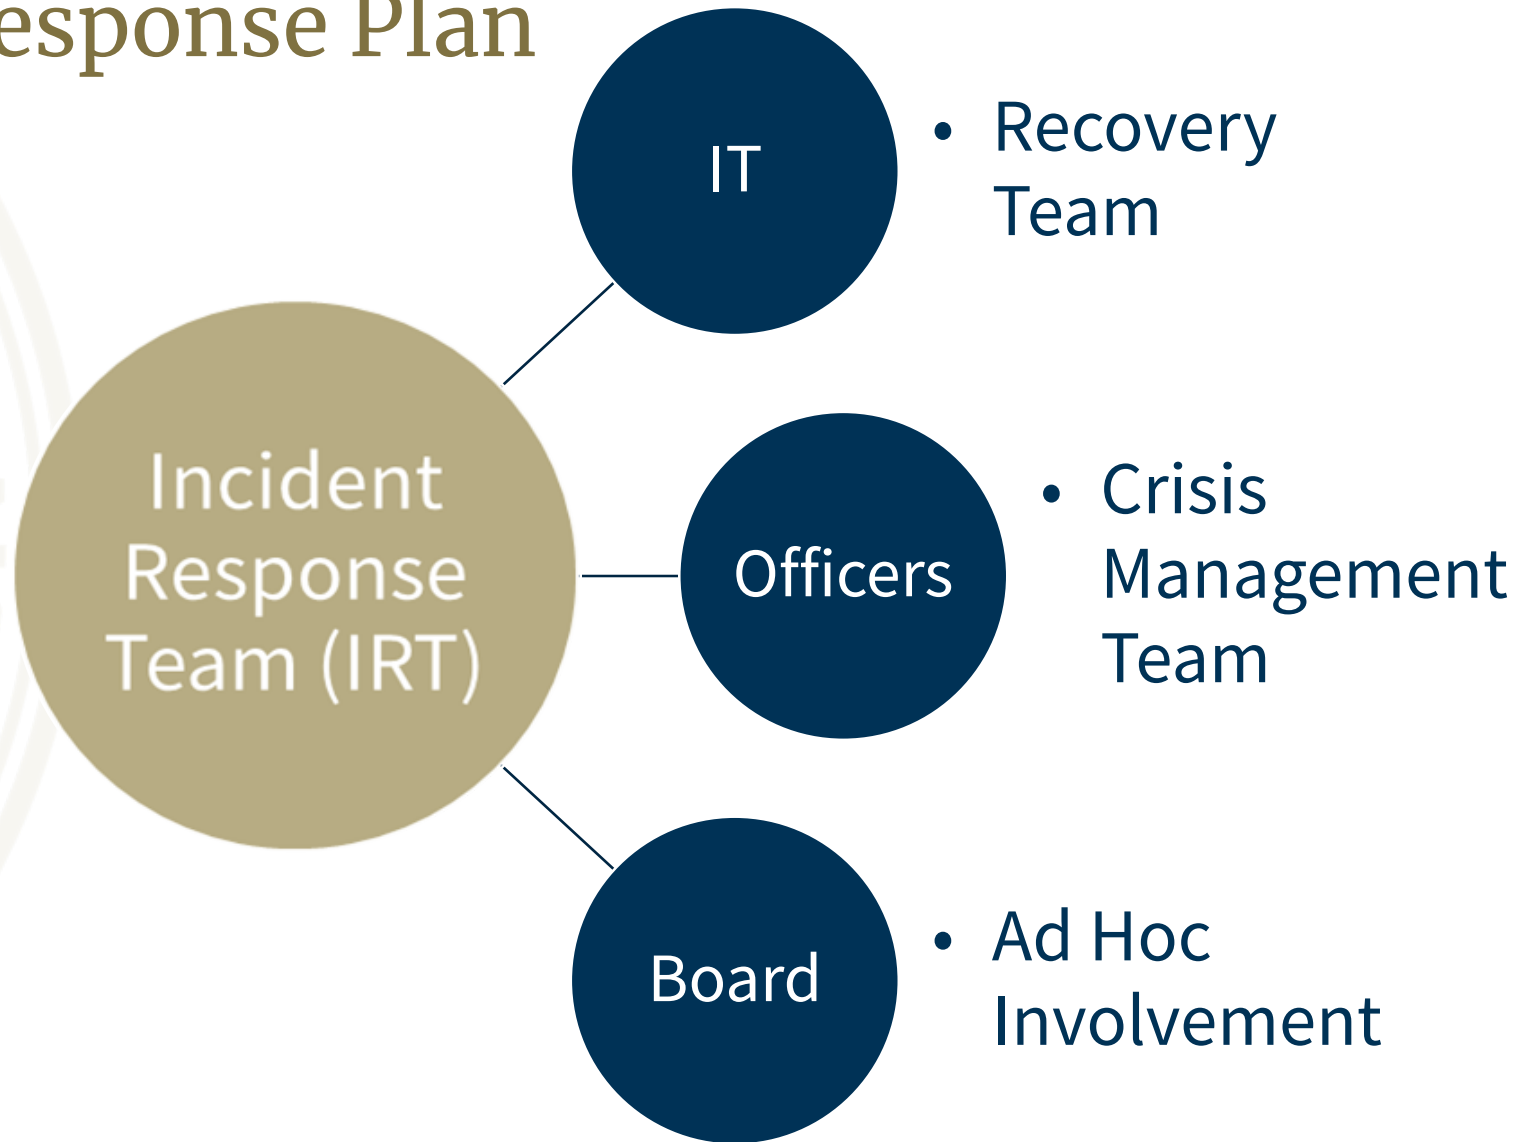 esponse Plan
IT
• Recovery
Team
Incident
Response
Team (IRT)
Officers
• Crisis
Management
Team
Board
• Ad Hoc
Involvement